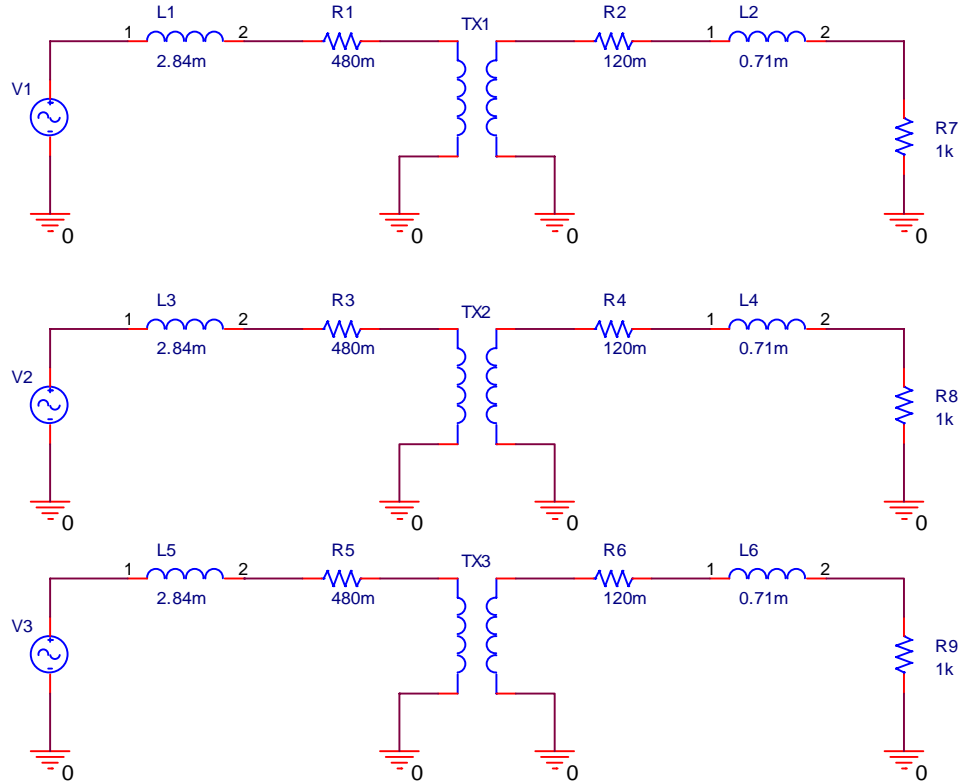 L1 R1 TX1 R2 L2
1 2 1 2
2.84m 480m 120m 0.71m
V1
R7
1k
0 0 0 0
L3 R3 TX2 R4 L4
1 2 1 2
2.84m 480m 120m 0.71m
V2
R8
1k
0 0 0 0
L5 R5 TX3 R6 L6
1 2 1 2
2.84m 480m 120m 0.71m
V3
R9
1k
0 0 0 0